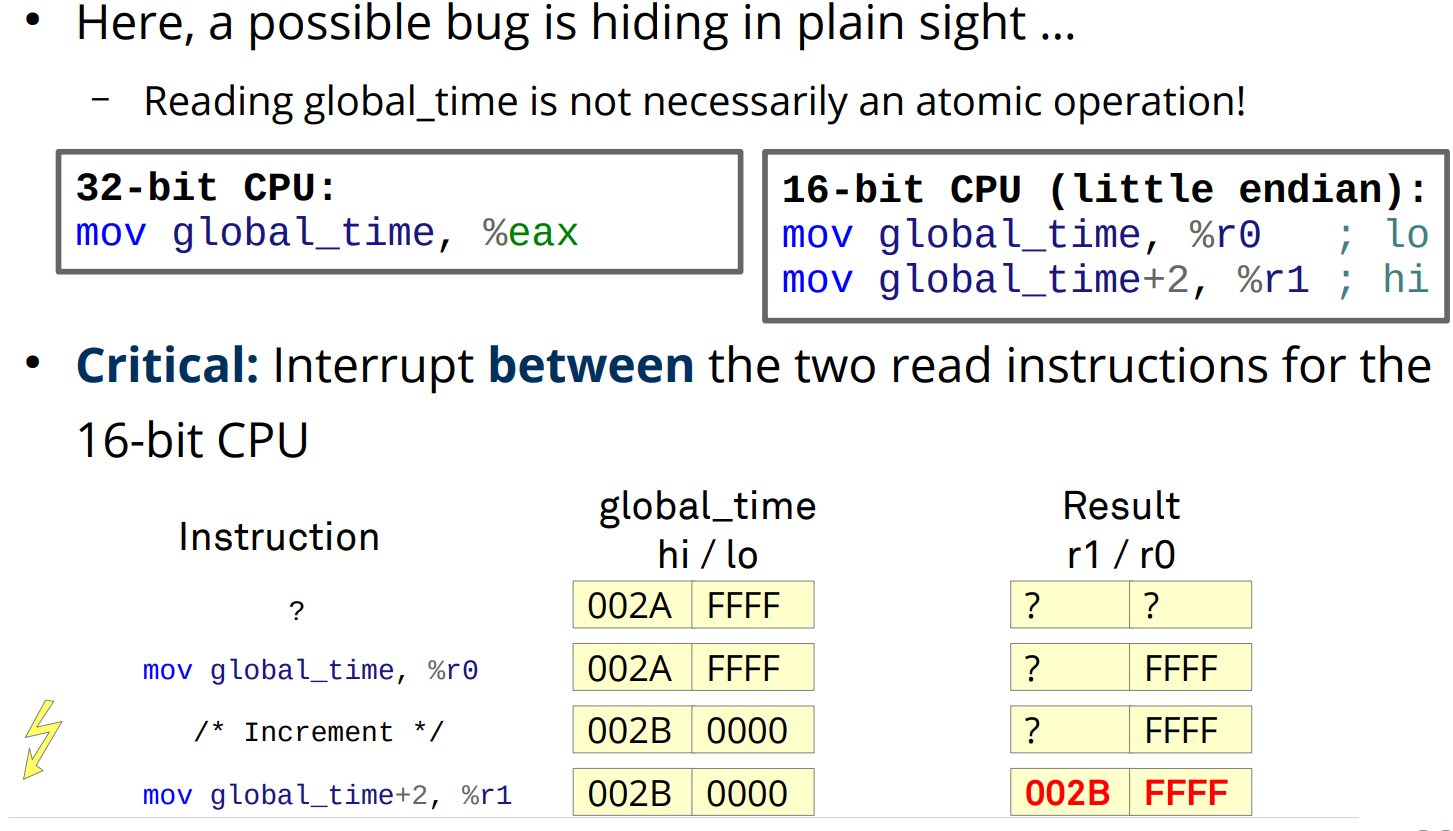 • Here, a possible bug is hiding in plain sight ...
– Reading global_time is not necessarily an atomic operation!
32-bit CPU:
mov global_time, %eax
16-bit CPU (little endian):
mov global_time, %r0 ; lo
mov global_time+2, %r1 ; hi
• Critical: Interrupt between the two read instructions for the
16-bit CPU
Instruction global_time hi / lo Result r1 / r0
? 002A FFFF ? ?
mov global_time, %r0 002A FFFF ? FFFF
/* Increment */ 002B 0000 ? FFFF
mov global_time+2, %r1 002B 0000 002B FFFF